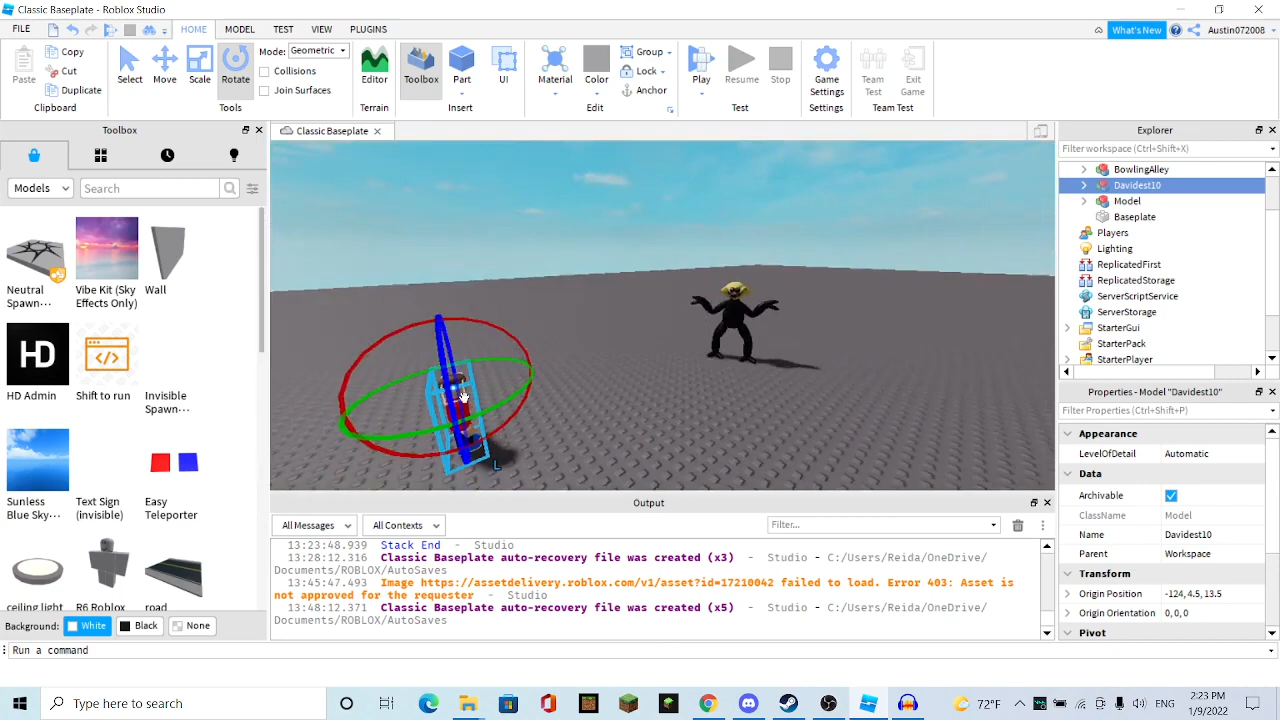 Classic Baseplate - Roblox Studio
FILE HOME MODEL TEST VIEW PLUGINS What's New Austin072008
Paste Copy Cut Duplicate Clipboard
Select Move Scale Rotate Mode: Geometric Collisions Join Surfaces Tools
Editor Terrain
Toolbox Part UI Insert
Material Color Group Lock Anchor Edit
Play Resume Stop Test
Game Settings Settings
Team Test Exit Game Team Test
Toolbox
Models Search
Neutral Spawn...
Vibe Kit (Sky Effects Only)
Wall
HD
HD Admin
Shift to run
Invisible Spawn...
Sunless Blue Sky...
Text Sign (invisible)
Easy Teleporter
ceiling light
R6 Roblox
road
Background: White Black None
Classic Baseplate
L
Output
All Messages All Contexts Filter...
13:23:48.939 Stack End - Studio
13:28:12.316 Classic Baseplate auto-recovery file was created (x3) - Studio - C:/Users/Reida/OneDrive/
Documents/ROBLOX/AutoSaves
13:45:47.493 Image https://assetdelivery.roblox.com/v1/asset?id=17210042 failed to load. Error 403: Asset is
not approved for the requester - Studio
13:48:12.371 Classic Baseplate auto-recovery file was created (x5) - Studio - C:/Users/Reida/OneDrive/
Documents/ROBLOX/AutoSaves
Explorer
Filter workspace (Ctrl+Shift+X)
BowlingAlley
Davidest10
Model
Baseplate
Players
Lighting
ReplicatedFirst
ReplicatedStorage
ServerScriptService
ServerStorage
StarterGui
StarterPack
StarterPlayer
Properties - Model "Davidest10"
Filter Properties (Ctrl+Shift+P)
Appearance
LevelOfDetail Automatic
Data
Archivable
ClassName Model
Name Davidest10
Parent Workspace
Transform
Origin Position -124, 4.5, 13.5
Origin Orientation 0, 0, 0
Pivot
Run a command
Type here to search
72°F ENG 2:23 PM
1/9/2022